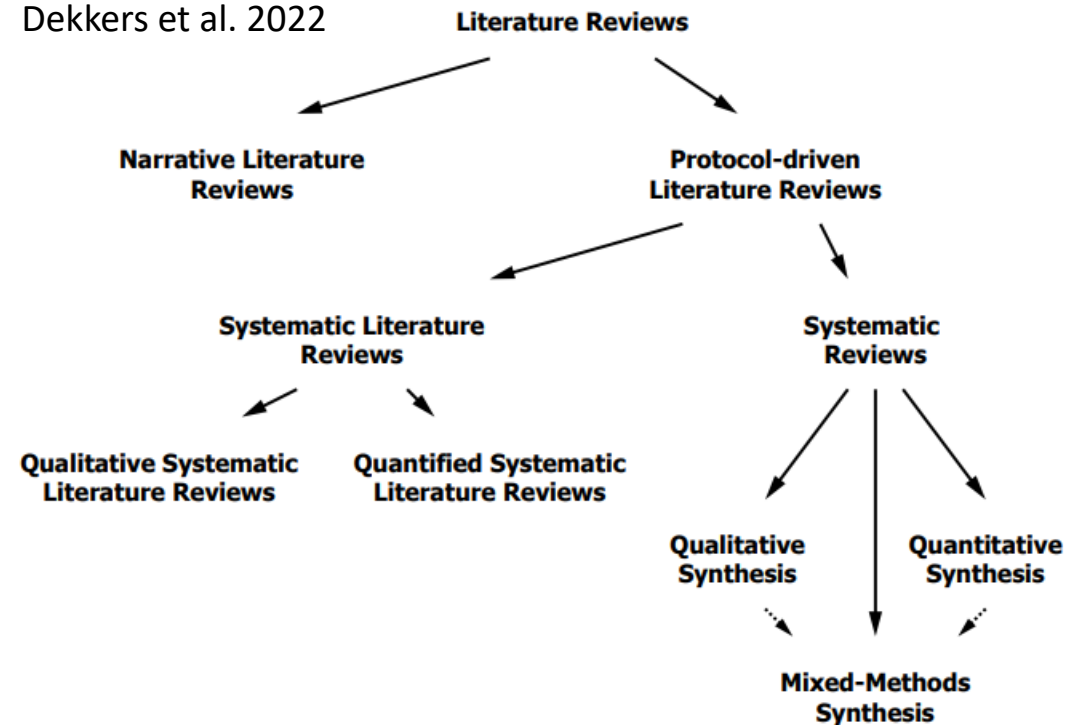 Dekkers et al. 2022
Literature Reviews
Narrative Literature
Reviews
Protocol-driven
Literature Reviews
Systematic Literature
Reviews
Systematic
Reviews
Qualitative Systematic
Literature Reviews
Quantified Systematic
Literature Reviews
Qualitative
Synthesis
Quantitative
Synthesis
Mixed-Methods
Synthesis